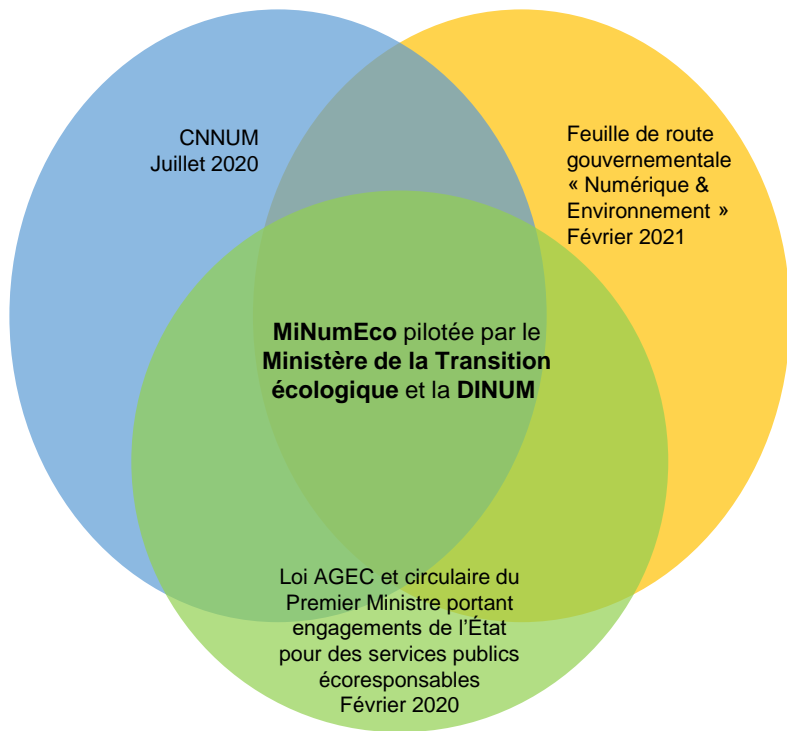 CNNUM
Juillet 2020
Feuille de route
gouvernementale
« Numérique &
Environnement »
Février 2021
MiNumEco pilotée par le
Ministère de la Transition
écologique et la DINUM
Loi AGEC et circulaire du
Premier Ministre portant
engagements de l’État
pour des services publics
écoresponsables
Février 2020